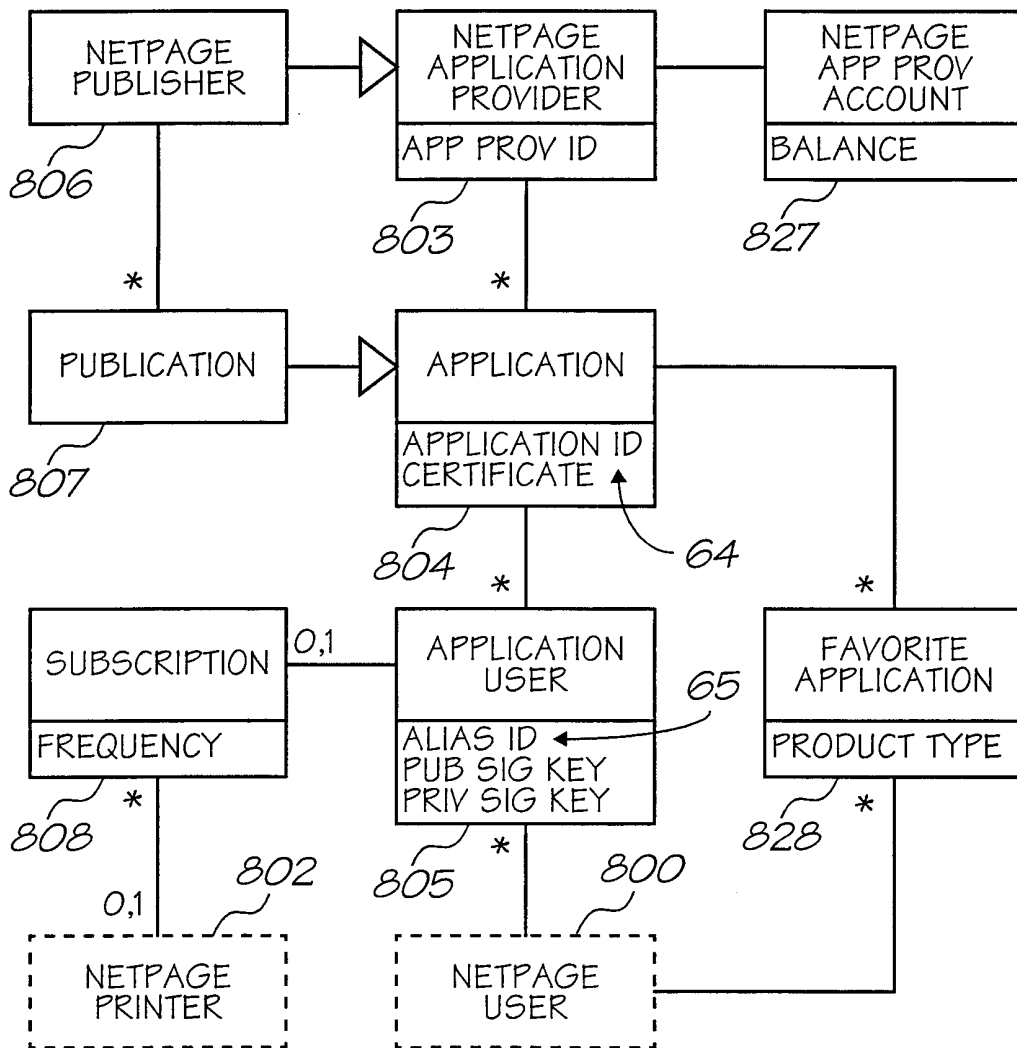 NETPAGE
PUBLISHER
NETPAGE
APPLICATION
PROVIDER
APP PROV ID
NETPAGE
APP PROV
ACCOUNT
BALANCE
806
803
827
*
*
PUBLICATION
APPLICATION
APPLICATION ID
CERTIFICATE
807
804
64
*
*
SUBSCRIPTION
FREQUENCY
0,1
APPLICATION
USER
ALIAS ID
PUB SIG KEY
PRIV SIG KEY
65
FAVORITE
APPLICATION
PRODUCT TYPE
808
*
805
*
828
*
802
800
0,1
NETPAGE
PRINTER
NETPAGE
USER